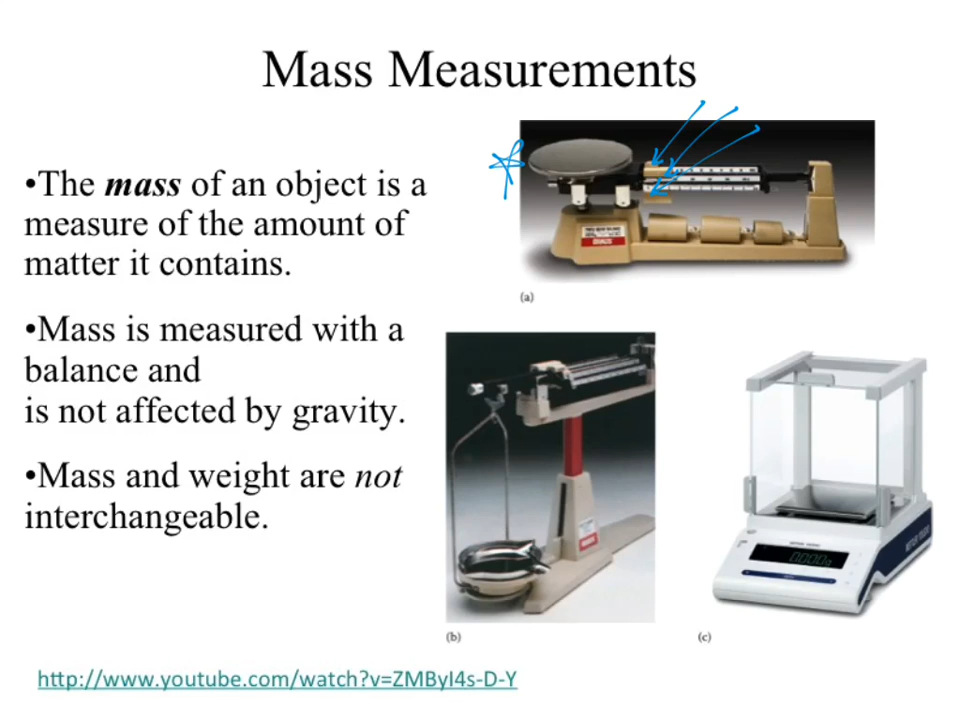 Mass Measurements
•The mass of an object is a
measure of the amount of
matter it contains.
•Mass is measured with a
balance and
is not affected by gravity.
•Mass and weight are not
interchangeable.
(a)
(b)
(c)
http://www.youtube.com/watch?v=ZMByI4s-D-Y